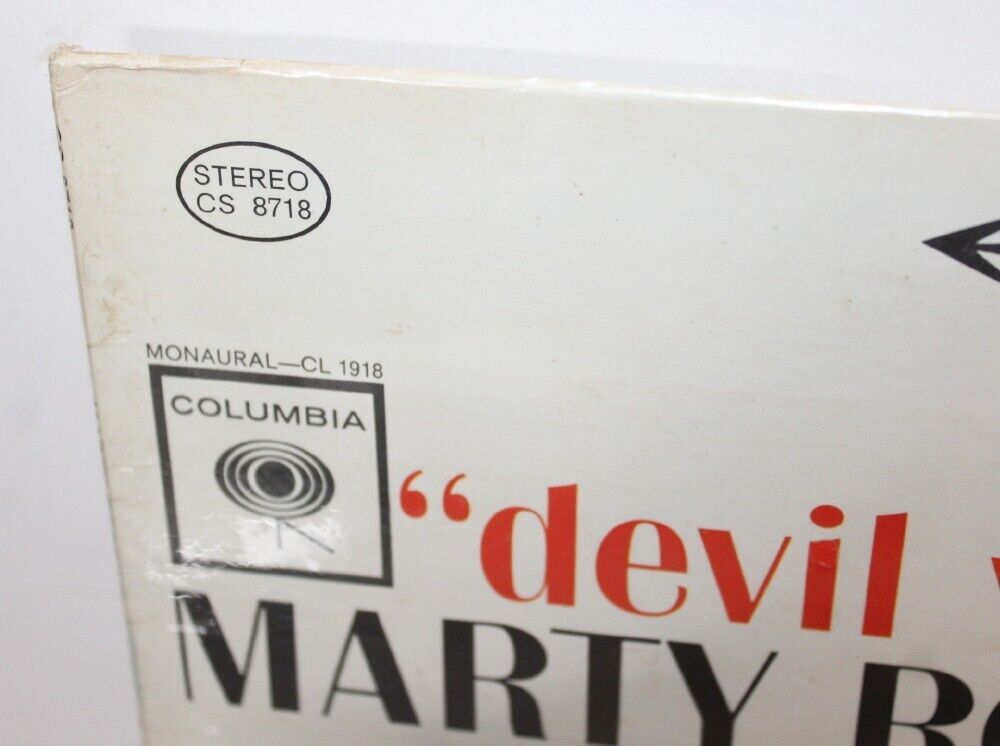 STEREO
CS 8718
MONAURAL—CL 1918
COLUMBIA
“devil
MARTY